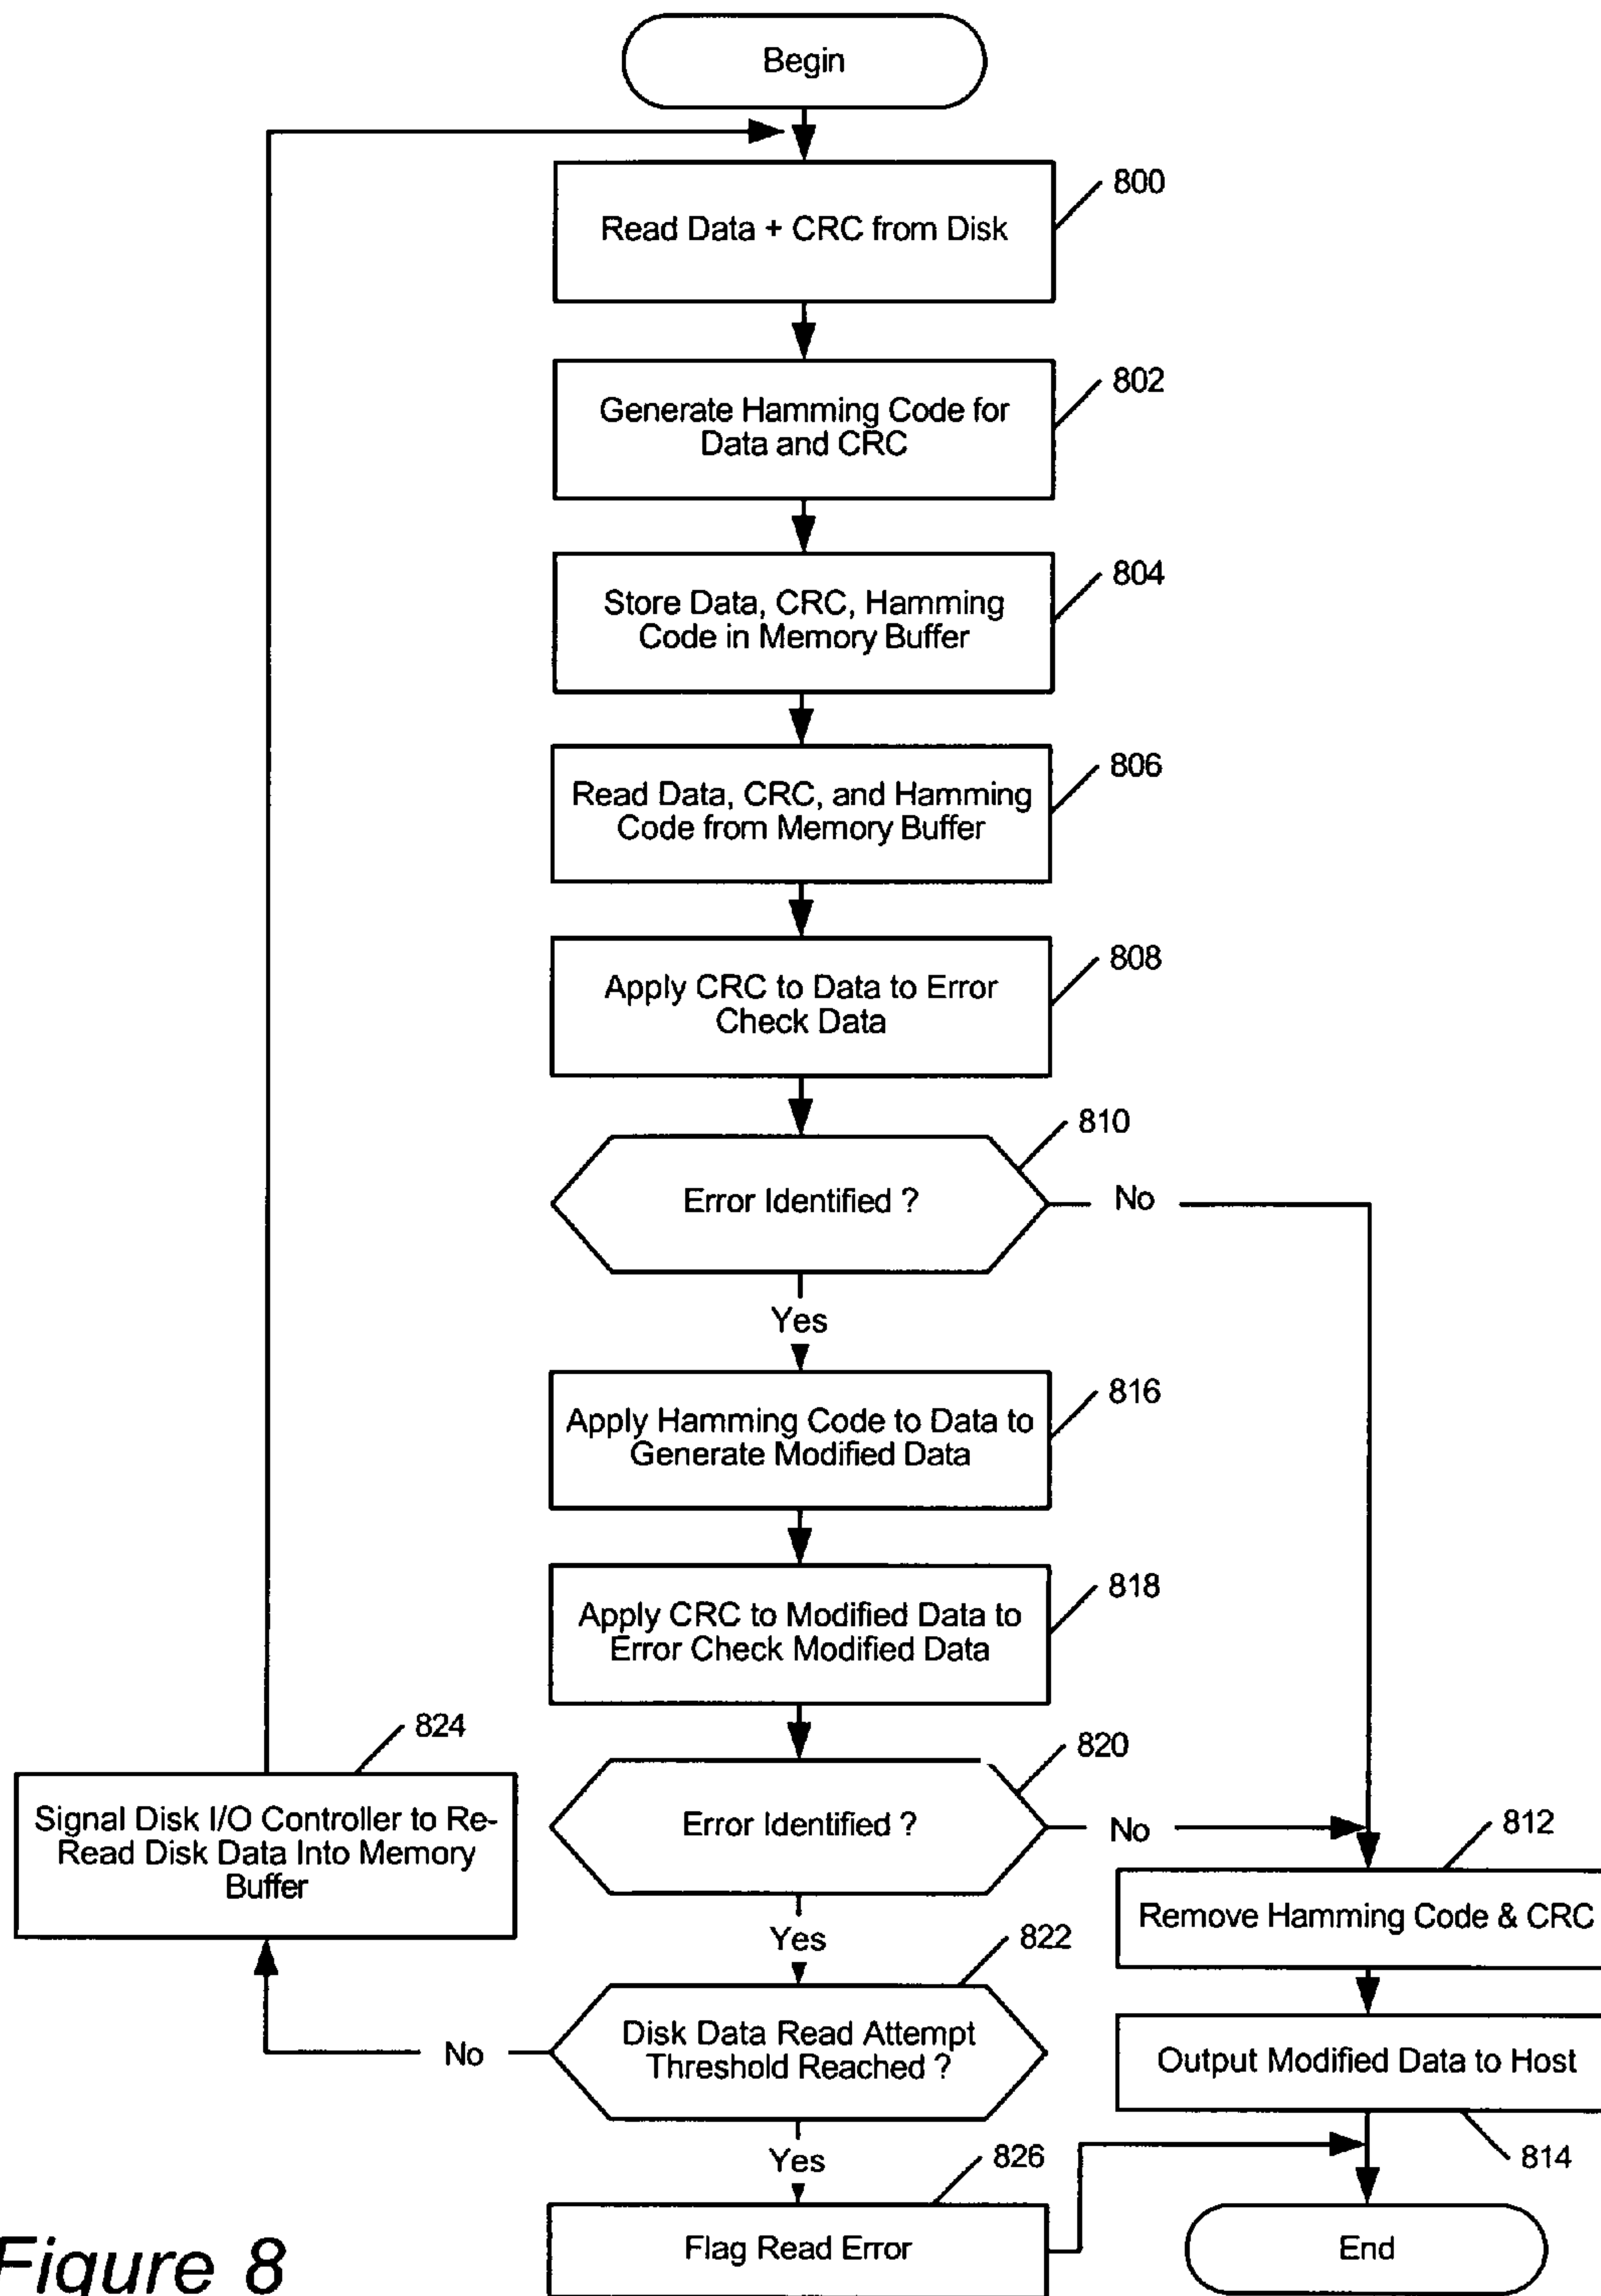 Begin
800
Read Data + CRC from Disk
802
Generate Hamming Code for
Data and CRC
804
Store Data, CRC, Hamming
Code in Memory Buffer
806
Read Data, CRC, and Hamming
Code from Memory Buffer
808
Apply CRC to Data to Error
Check Data
810
Error Identified ?
No
Yes
816
Apply Hamming Code to Data to
Generate Modified Data
818
Apply CRC to Modified Data to
Error Check Modified Data
824
Signal Disk I/O Controller to Re-
Read Disk Data Into Memory
Buffer
820
Error Identified ?
No
812
Remove Hamming Code & CRC
Yes
822
Disk Data Read Attempt
Threshold Reached ?
No
Output Modified Data to Host
814
Yes
826
Flag Read Error
End
Figure 8